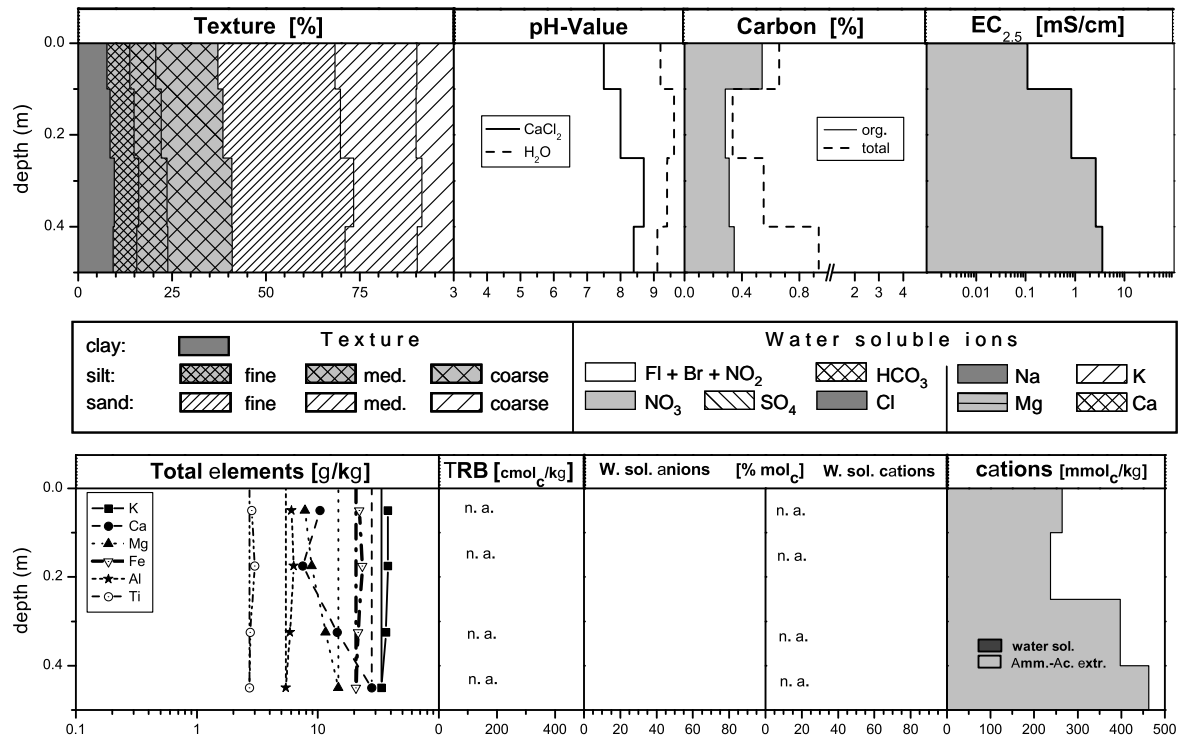 Texture [%] pH-Value Carbon [%] EC2.5 [mS/cm]
depth (m)
0.0
0.2
0.4
CaCl2
H2O
org.
total
0 25 50 75 3 4 5 6 7 8 9 0.0 0.4 0.8 2 3 4 0.01 0.1 1 10
Texture
clay:
silt: fine med. coarse
sand: fine med. coarse
Water soluble ions
Fl + Br + NO2 HCO3 Na K
NO3 SO4 Cl Mg Ca
Total elements [g/kg] TRB [cmolc/kg] W. sol. anions [% molc] W. sol. cations cations [mmolc/kg]
depth (m)
0.0
0.2
0.4
K
Ca
Mg
Fe
Al
Ti
n. a. n. a.
n. a. n. a.
n. a. n. a.
n. a. n. a.
water sol.
Amm.-Ac. extr.
0.1 1 10 0 20 40 60 80 0 20 40 60 80 0 20 40 60 80 0 100 200 300 400 500